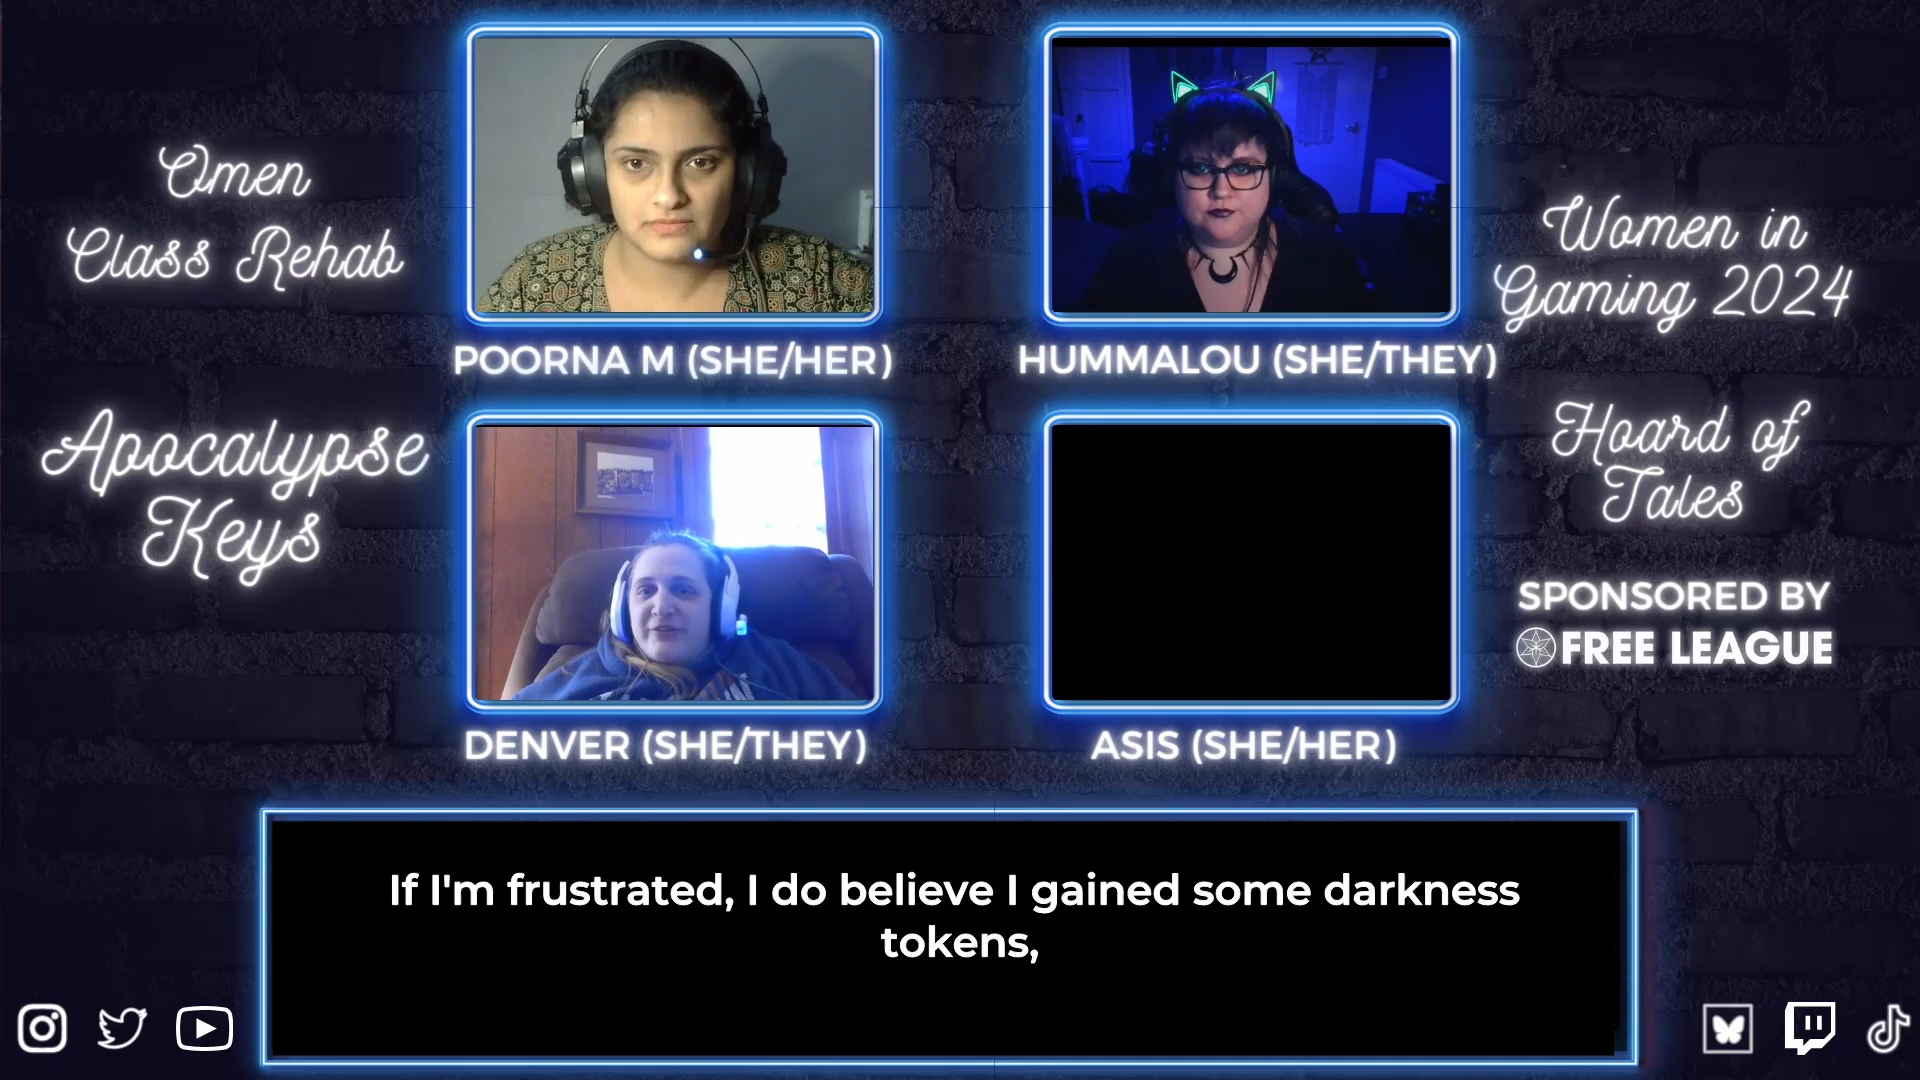 Omen
Class Rehab
Apocalypse
Keys
POORNA M (SHE/HER)
HUMMALOU (SHE/THEY)
DENVER (SHE/THEY)
ASIS (SHE/HER)
Women in
Gaming 2024
Hoard of
Tales
SPONSORED BY
FREE LEAGUE
If I'm frustrated, I do believe I gained some darkness
tokens,